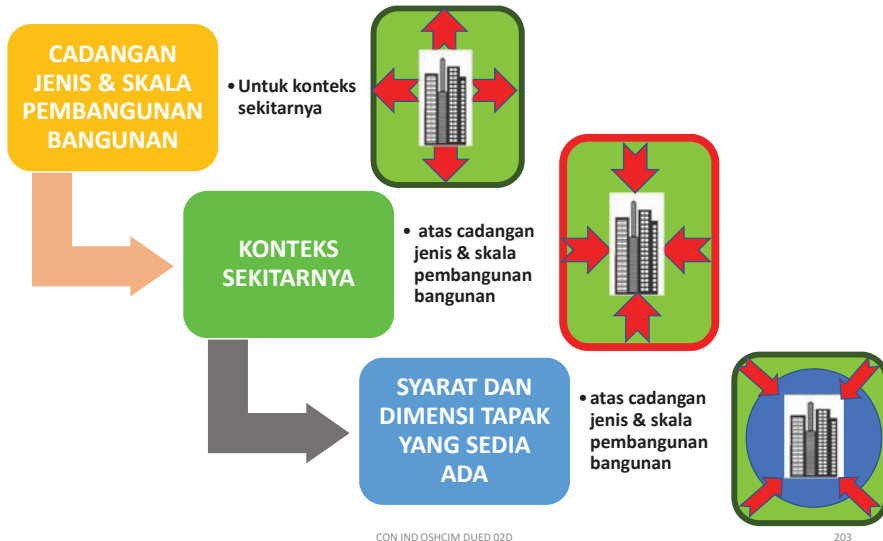 CADANGAN
JENIS & SKALA
PEMBANGUNAN
BANGUNAN
• Untuk konteks
sekitarnya
KONTEKS
SEKITARNYA
• atas cadangan
jenis & skala
pembangunan
bangunan
SYARAT DAN
DIMENSI TAPAK
YANG SEDIA
ADA
• atas cadangan
jenis & skala
pembangunan
bangunan
CON IND OSHCIM DUED 02D
203